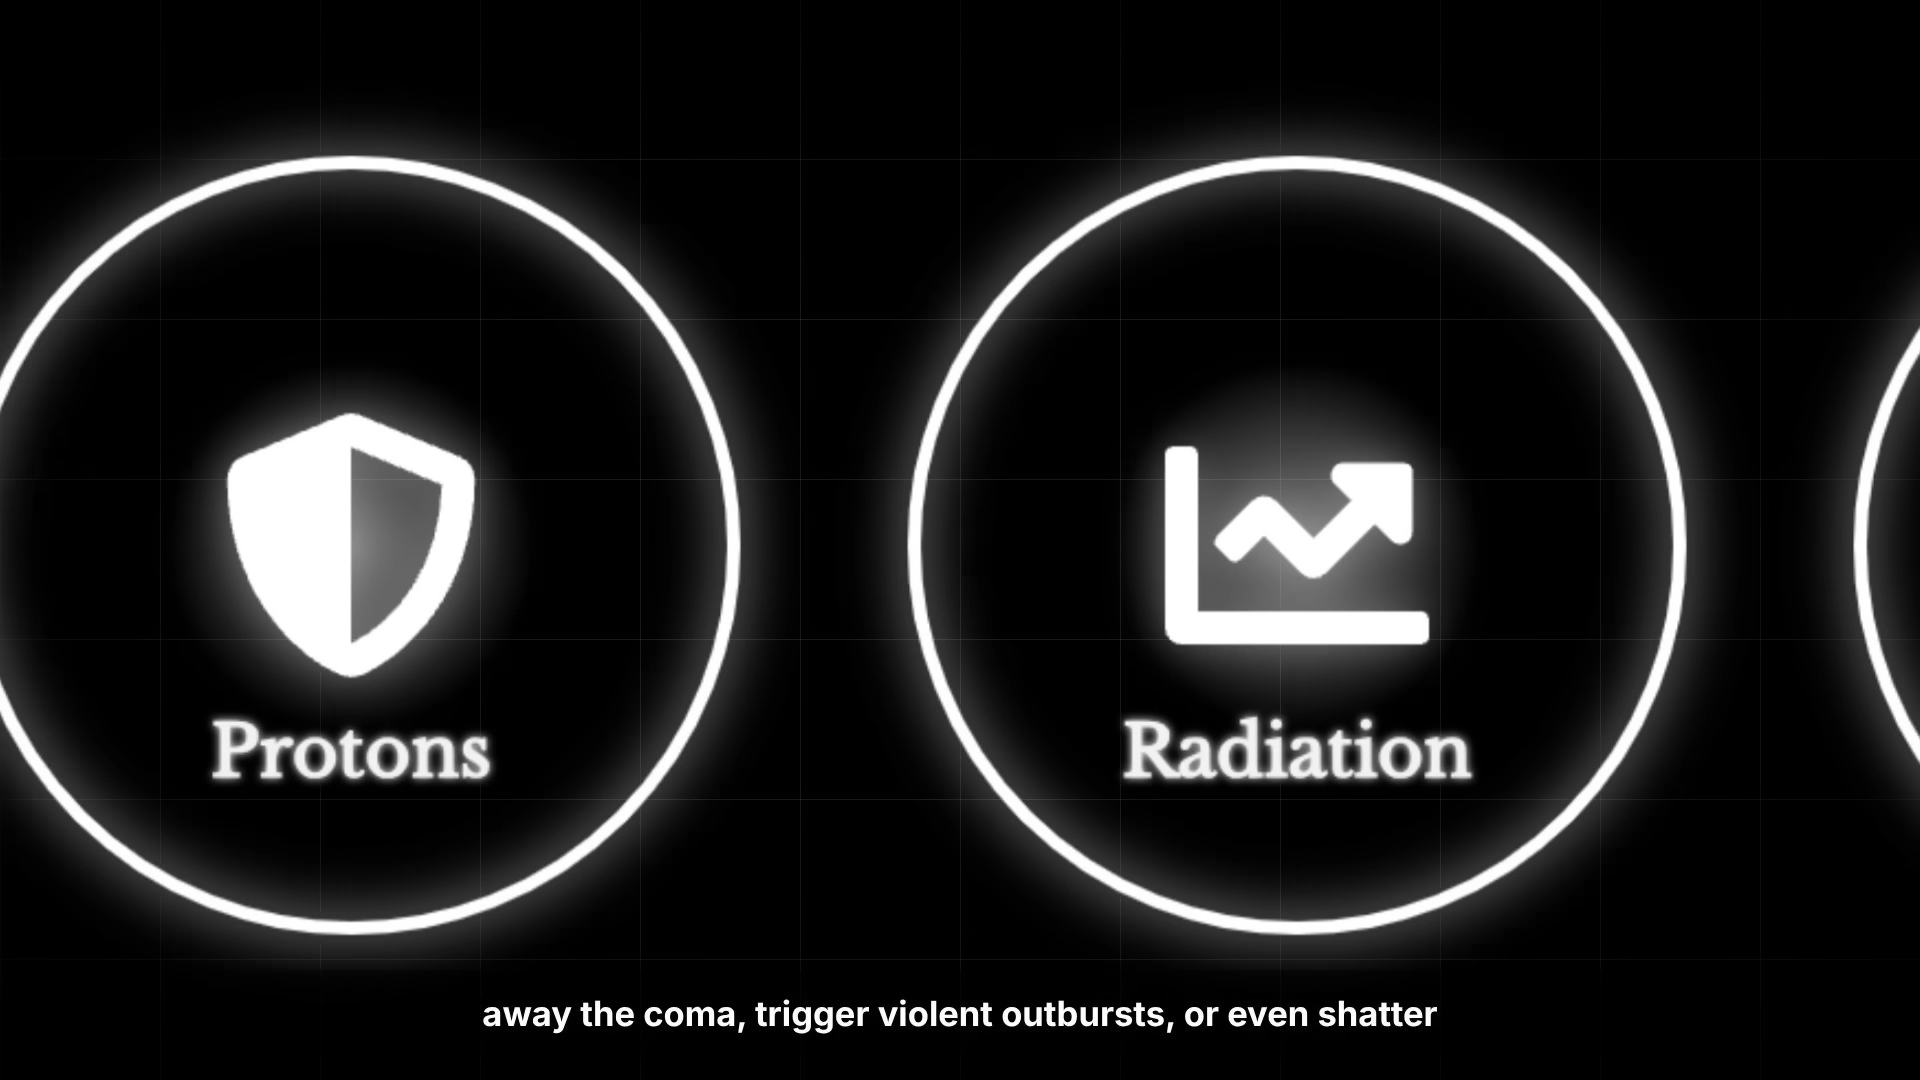 Protons
Radiation
away the coma, trigger violent outbursts, or even shatter